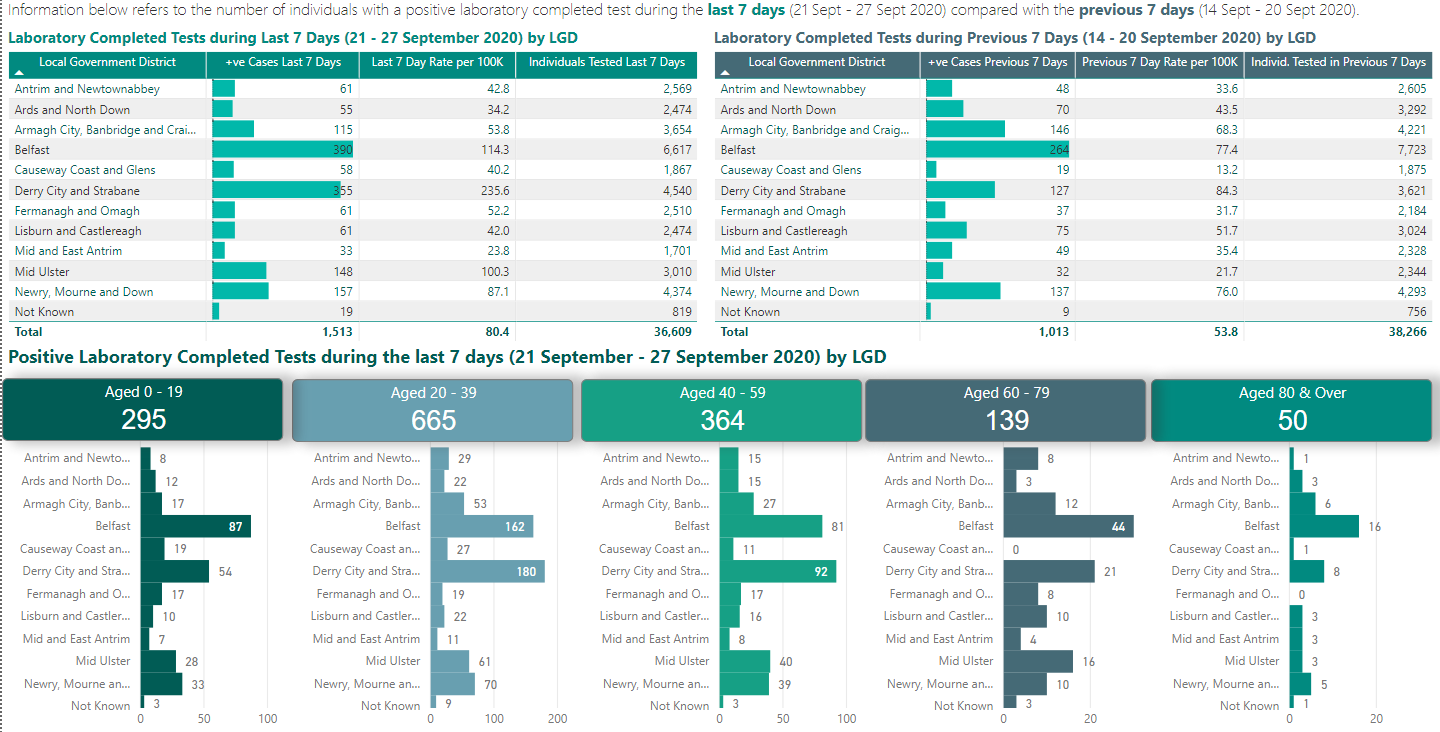 Information below refers to the number of individuals with a positive laboratory completed test during the last 7 days (21 Sept - 27 Sept 2020) compared with the previous 7 days (14 Sept - 20 Sept 2020).
Laboratory Completed Tests during Last 7 Days (21 - 27 September 2020) by LGD
Local Government District +ve Cases Last 7 Days Last 7 Day Rate per 100K Individuals Tested Last 7 Days
Antrim and Newtownabbey 61 42.8 2,569
Ards and North Down 55 34.2 2,474
Armagh City, Banbridge and Crai... 115 53.8 3,654
Belfast 390 114.3 6,617
Causeway Coast and Glens 58 40.2 1,867
Derry City and Strabane 355 235.6 4,540
Fermanagh and Omagh 61 52.2 2,510
Lisburn and Castlereagh 61 42.0 2,474
Mid and East Antrim 33 23.8 1,701
Mid Ulster 148 100.3 3,010
Newry, Mourne and Down 157 87.1 4,374
Not Known 19 819
Total 1,513 80.4 36,609
Laboratory Completed Tests during Previous 7 Days (14 - 20 September 2020) by LGD
Local Government District +ve Cases Previous 7 Days Previous 7 Day Rate per 100K Individ. Tested in Previous 7 Days
Antrim and Newtownabbey 48 33.6 2,605
Ards and North Down 70 43.5 3,292
Armagh City, Banbridge and Craig... 146 68.3 4,221
Belfast 264 77.4 7,723
Causeway Coast and Glens 19 13.2 1,875
Derry City and Strabane 127 84.3 3,621
Fermanagh and Omagh 37 31.7 2,184
Lisburn and Castlereagh 75 51.7 3,024
Mid and East Antrim 49 35.4 2,328
Mid Ulster 32 21.7 2,344
Newry, Mourne and Down 137 76.0 4,293
Not Known 9 756
Total 1,013 53.8 38,266
Positive Laboratory Completed Tests during the last 7 days (21 September - 27 September 2020) by LGD
Aged 0 - 19
295
Antrim and Newto... 8
Ards and North Do... 12
Armagh City, Banb... 17
Belfast 87
Causeway Coast an... 19
Derry City and Stra... 54
Fermanagh and O... 17
Lisburn and Castler... 10
Mid and East Antrim 7
Mid Ulster 28
Newry, Mourne an... 33
Not Known 3
0 50 100
Aged 20 - 39
665
Antrim and Newto... 29
Ards and North Do... 22
Armagh City, Banb... 53
Belfast 162
Causeway Coast an... 27
Derry City and Stra... 180
Fermanagh and O... 19
Lisburn and Castler... 22
Mid and East Antrim 11
Mid Ulster 61
Newry, Mourne an... 70
Not Known 9
0 100 200
Aged 40 - 59
364
Antrim and Newto... 15
Ards and North Do... 15
Armagh City, Banb... 27
Belfast 81
Causeway Coast an... 11
Derry City and Stra... 92
Fermanagh and O... 17
Lisburn and Castler... 16
Mid and East Antrim 8
Mid Ulster 40
Newry, Mourne an... 39
Not Known 3
0 50 100
Aged 60 - 79
139
Antrim and Newto... 8
Ards and North Do... 3
Armagh City, Banb... 12
Belfast 44
Causeway Coast an... 0
Derry City and Stra... 21
Fermanagh and O... 8
Lisburn and Castler... 10
Mid and East Antrim 4
Mid Ulster 16
Newry, Mourne an... 10
Not Known 3
0 20
Aged 80 & Over
50
Antrim and Newto... 1
Ards and North Do... 3
Armagh City, Banb... 6
Belfast 16
Causeway Coast an... 1
Derry City and Stra... 8
Fermanagh and O... 0
Lisburn and Castler... 3
Mid and East Antrim 3
Mid Ulster 3
Newry, Mourne an... 5
Not Known 1
0 20